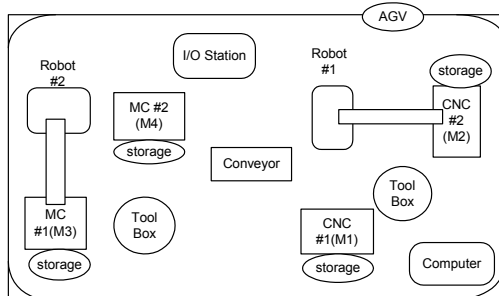 AGV
I/O Station
Robot
#1
Robot
#2
storage
MC #2
(M4)
CNC
#2
(M2)
storage
Conveyor
Tool
Box
MC
#1(M3)
Tool
Box
CNC
#1(M1)
storage
storage
Computer